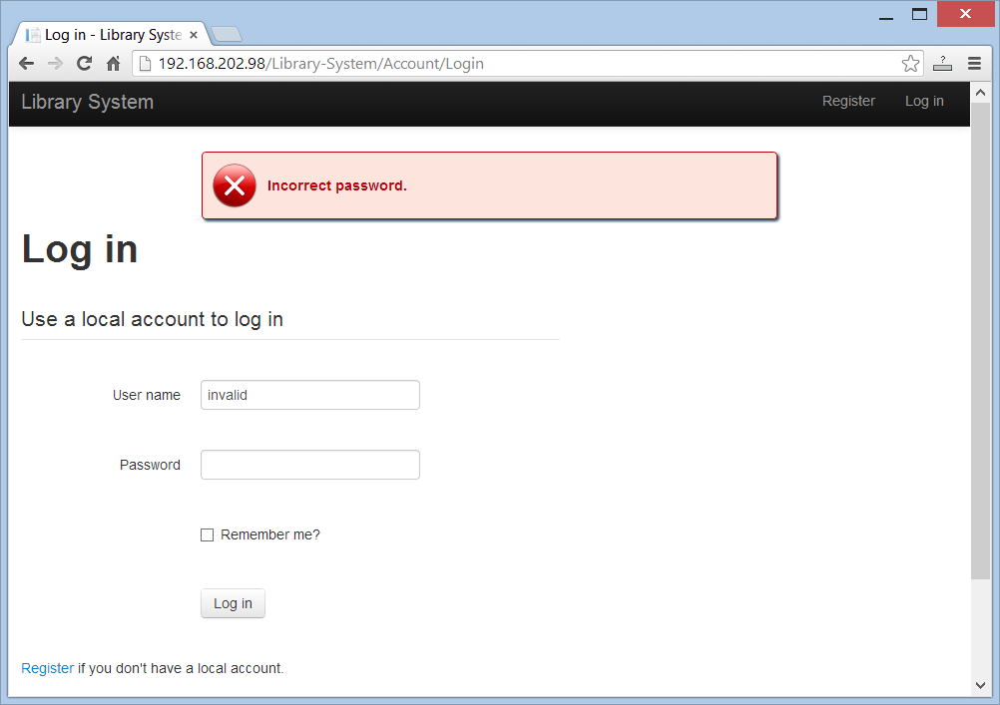 Log in - Library Syste
192.168.202.98/Library-System/Account/Login
Library System
Register
Log in
Incorrect password.
Log in
Use a local account to log in
User name
invalid
Password
Remember me?
Log in
Register if you don't have a local account.